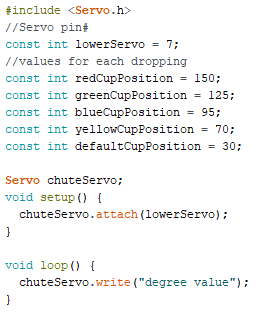 #include <Servo.h>
//Servo pin#
const int lowerServo = 7;
//values for each dropping
const int redCupPosition = 150;
const int greenCupPosition = 125;
const int blueCupPosition = 95;
const int yellowCupPosition = 70;
const int defaultCupPosition = 30;

Servo chuteServo;
void setup() {
  chuteServo.attach(lowerServo);
}

void loop() {
  chuteServo.write("degree value");
}